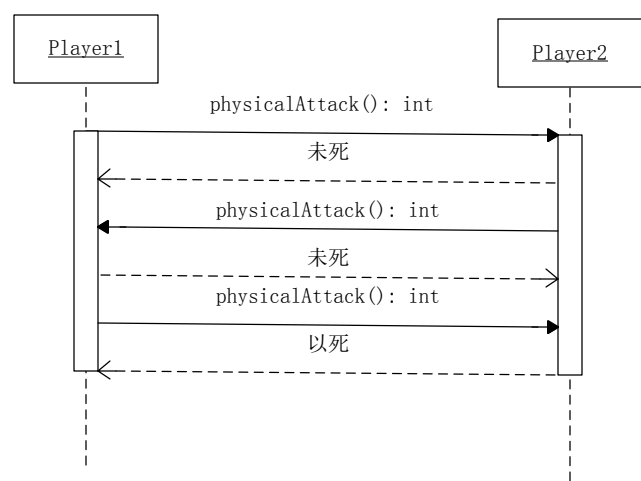 Player1
Player2
physicalAttack(): int
未死
physicalAttack(): int
未死
physicalAttack(): int
以死